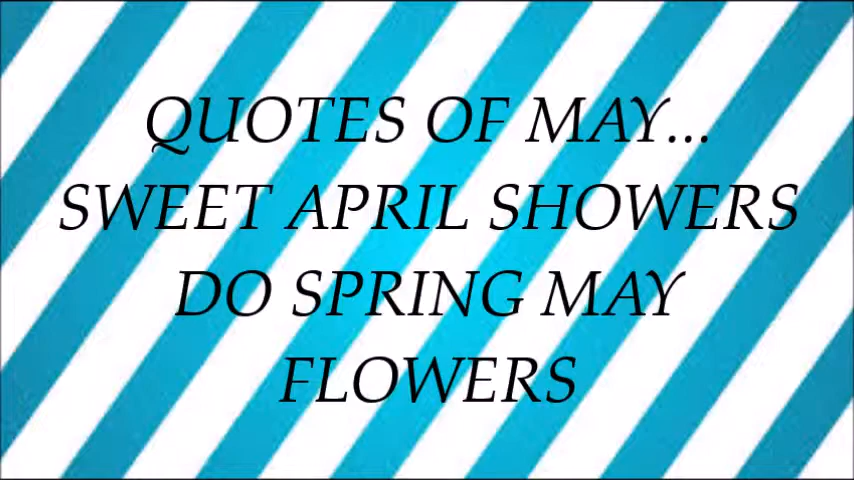 QUOTES OF MAY...
SWEET APRIL SHOWERS
DO SPRING MAY
FLOWERS